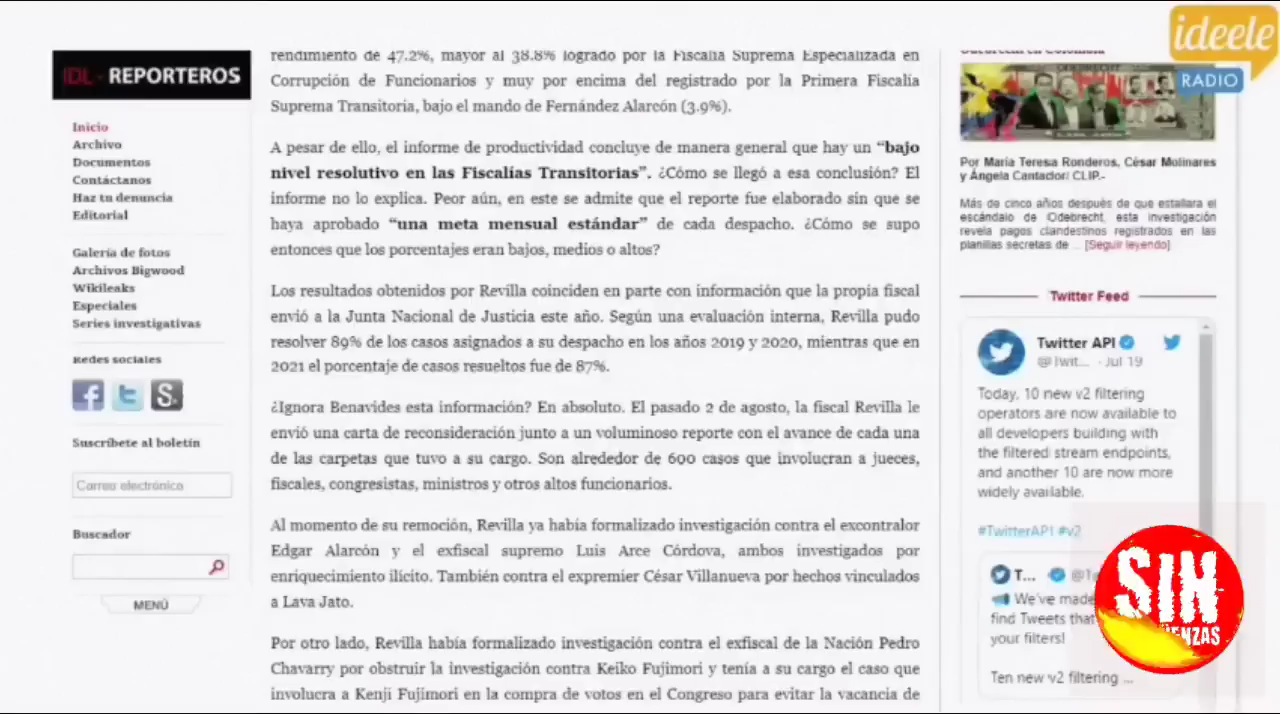 ideele
RADIO
IDL - REPORTEROS
Inicio
Archivo
Documentos
Contáctanos
Haz tu denuncia
Editorial
Galería de fotos
Archivos Bigwood
Wikileaks
Especiales
Series investigativas
Redes sociales
Suscríbete al boletín
Correo electrónico
Buscador
MENÚ
rendimiento de 47.2%, mayor al 38.8% logrado por la Fiscalía Suprema Especializada en
Corrupción de Funcionarios y muy por encima del registrado por la Primera Fiscalía
Suprema Transitoria, bajo el mando de Fernández Alarcón (3.9%).
A pesar de ello, el informe de productividad concluye de manera general que hay un “bajo
nivel resolutivo en las Fiscalías Transitorias”. ¿Cómo se llegó a esa conclusión? El
informe no lo explica. Peor aún, en este se admite que el reporte fue elaborado sin que se
haya aprobado “una meta mensual estándar” de cada despacho. ¿Cómo se supo
entonces que los porcentajes eran bajos, medios o altos?
Los resultados obtenidos por Revilla coinciden en parte con información que la propia fiscal
envió a la Junta Nacional de Justicia este año. Según una evaluación interna, Revilla pudo
resolver 89% de los casos asignados a su despacho en los años 2019 y 2020, mientras que en
2021 el porcentaje de casos resueltos fue de 87%.
¿Ignora Benavides esta información? En absoluto. El pasado 2 de agosto, la fiscal Revilla le
envió una carta de reconsideración junto a un voluminoso reporte con el avance de cada una
de las carpetas que tuvo a su cargo. Son alrededor de 600 casos que involucran a jueces,
fiscales, congresistas, ministros y otros altos funcionarios.
Al momento de su remoción, Revilla ya había formalizado investigación contra el excontralor
Edgar Alarcón y el exfiscal supremo Luis Arce Córdova, ambos investigados por
enriquecimiento ilícito. También contra el expremier César Villanueva por hechos vinculados
a Lava Jato.
Por otro lado, Revilla había formalizado investigación contra el exfiscal de la Nación Pedro
Chavarry por obstruir la investigación contra Keiko Fujimori y tenía a su cargo el caso que
involucra a Kenji Fujimori en la compra de votos en el Congreso para evitar la vacancia de
Odebrecht en Colombia
Por María Teresa Ronderos, César Molinares
y Ángela Cantador/ CLIP.-
Más de cinco años después de que estallara el
escándalo de Odebrecht, esta investigación
revela pagos clandestinos registrados en las
planillas secretas de ... [Seguir leyendo]
Twitter Feed
Twitter API
@Twit... · Jul 19
Today, 10 new v2 filtering
operators are now available to
all developers building with
the filtered stream endpoints,
and another 10 are now more
widely available.
#TwitterAPI #v2
T...
We've made
find Tweets that
your filters!
Ten new v2 filtering ...
SIN